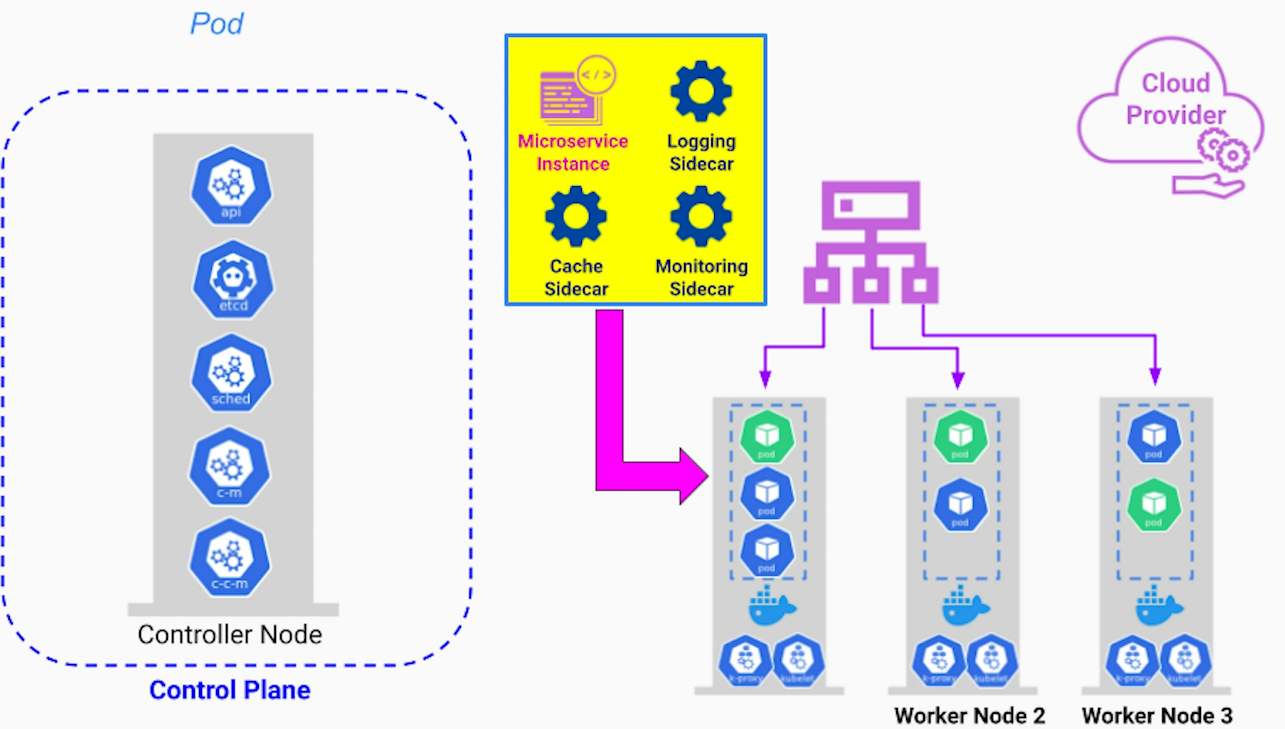 Pod
api
etcd
sched
c-m
c-c-m
Controller Node
Control Plane
Microservice
Instance
Logging
Sidecar
Cache
Sidecar
Monitoring
Sidecar
Cloud
Provider
pod
pod
pod
k-proxy
kubelet
pod
pod
k-proxy
kubelet
Worker Node 2
pod
pod
k-proxy
kubelet
Worker Node 3